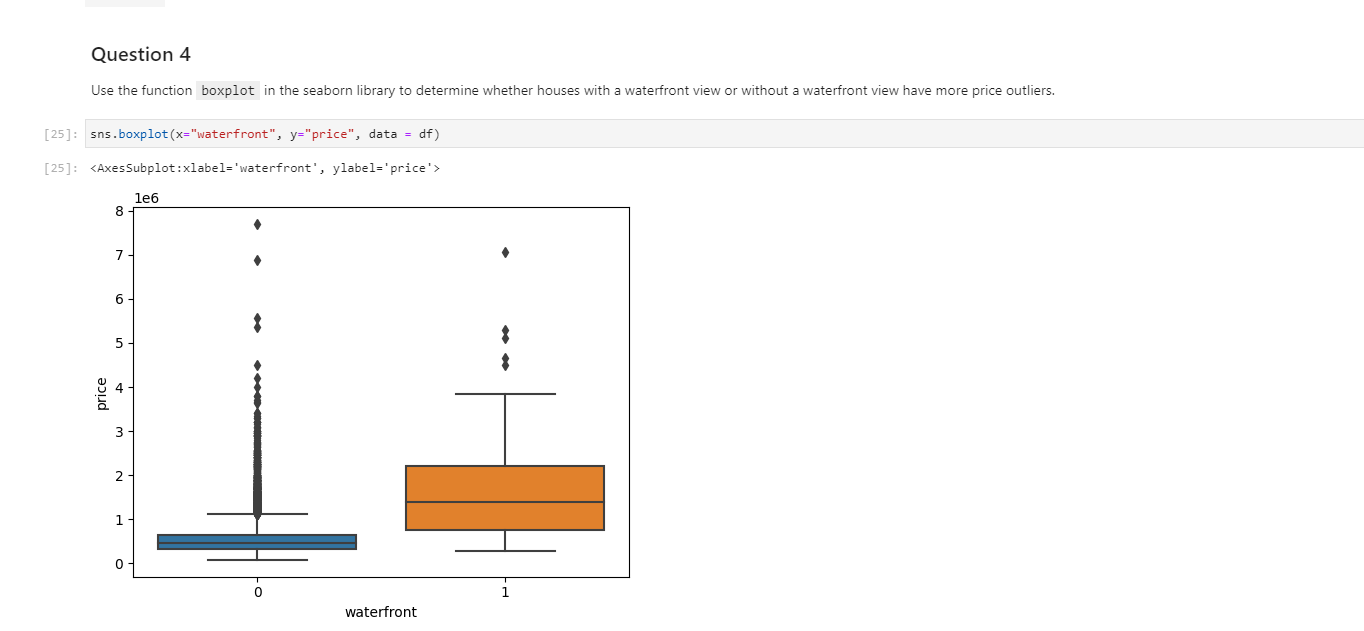 Question 4
Use the function boxplot in the seaborn library to determine whether houses with a waterfront view or without a waterfront view have more price outliers.
[25]: sns.boxplot(x="waterfront", y="price", data = df)
[25]: <AxesSubplot:xlabel='waterfront', ylabel='price'>
1e6
8
7
6
5
4
3
2
1
0
price
0 1
waterfront